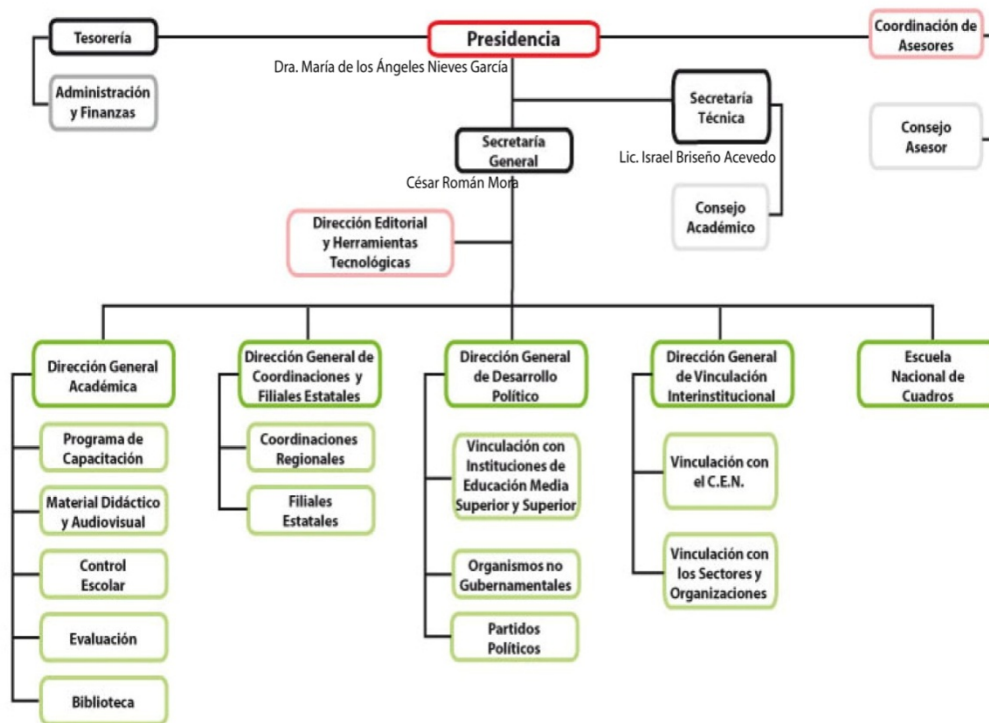 Presidencia
Dra. María de los Ángeles Nieves García
Tesorería
Administración
y Finanzas
Coordinación de
Asesores
Consejo
Asesor
Secretaría
Técnica
Lic. Israel Briseño Acevedo
Consejo
Académico
Secretaría
General
César Román Mora
Dirección Editorial
y Herramientas
Tecnológicas
Dirección General
Académica
Programa de
Capacitación
Material Didáctico
y Audiovisual
Control
Escolar
Evaluación
Biblioteca
Dirección General de
Coordinaciones y
Filiales Estatales
Coordinaciones
Regionales
Filiales
Estatales
Dirección General
de Desarrollo
Político
Vinculación con
Instituciones de
Educación Media
Superior y Superior
Organismos no
Gubernamentales
Partidos
Políticos
Dirección General
de Vinculación
Interinstitucional
Vinculación con
el C.E.N.
Vinculación con
los Sectores y
Organizaciones
Escuela
Nacional de
Cuadros